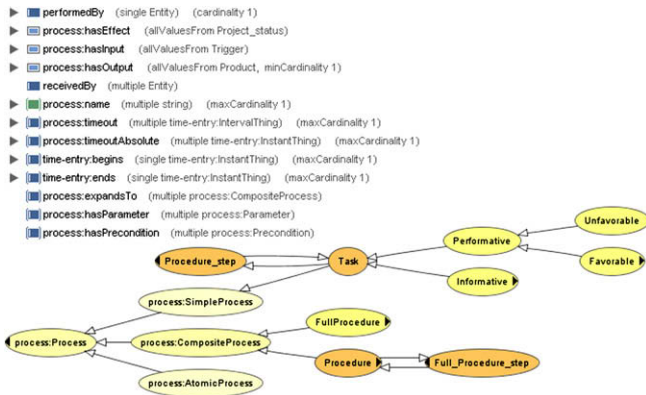 performedBy (single Entity) (cardinality 1)
process:hasEffect (allValuesFrom Project_status)
process:hasInput (allValuesFrom Trigger)
process:hasOutput (allValuesFrom Product, minCardinality 1)
receivedBy (multiple Entity)
process:name (multiple string) (maxCardinality 1)
process:timeout (multiple time-entry:IntervalThing) (maxCardinality 1)
process:timeoutAbsolute (multiple time-entry:InstantThing) (maxCardinality 1)
time-entry:begins (single time-entry:InstantThing) (maxCardinality 1)
time-entry:ends (single time-entry:InstantThing) (maxCardinality 1)
process:expandsTo (multiple process:CompositeProcess)
process:hasParameter (multiple process:Parameter)
process:hasPrecondition (multiple process:Precondition)
Unfavorable
Performative
Procedure_step
Task
Favorable
Informative
process:SimpleProcess
FullProcedure
process:Process
process:CompositeProcess
Procedure
Full_Procedure_step
process:AtomicProcess